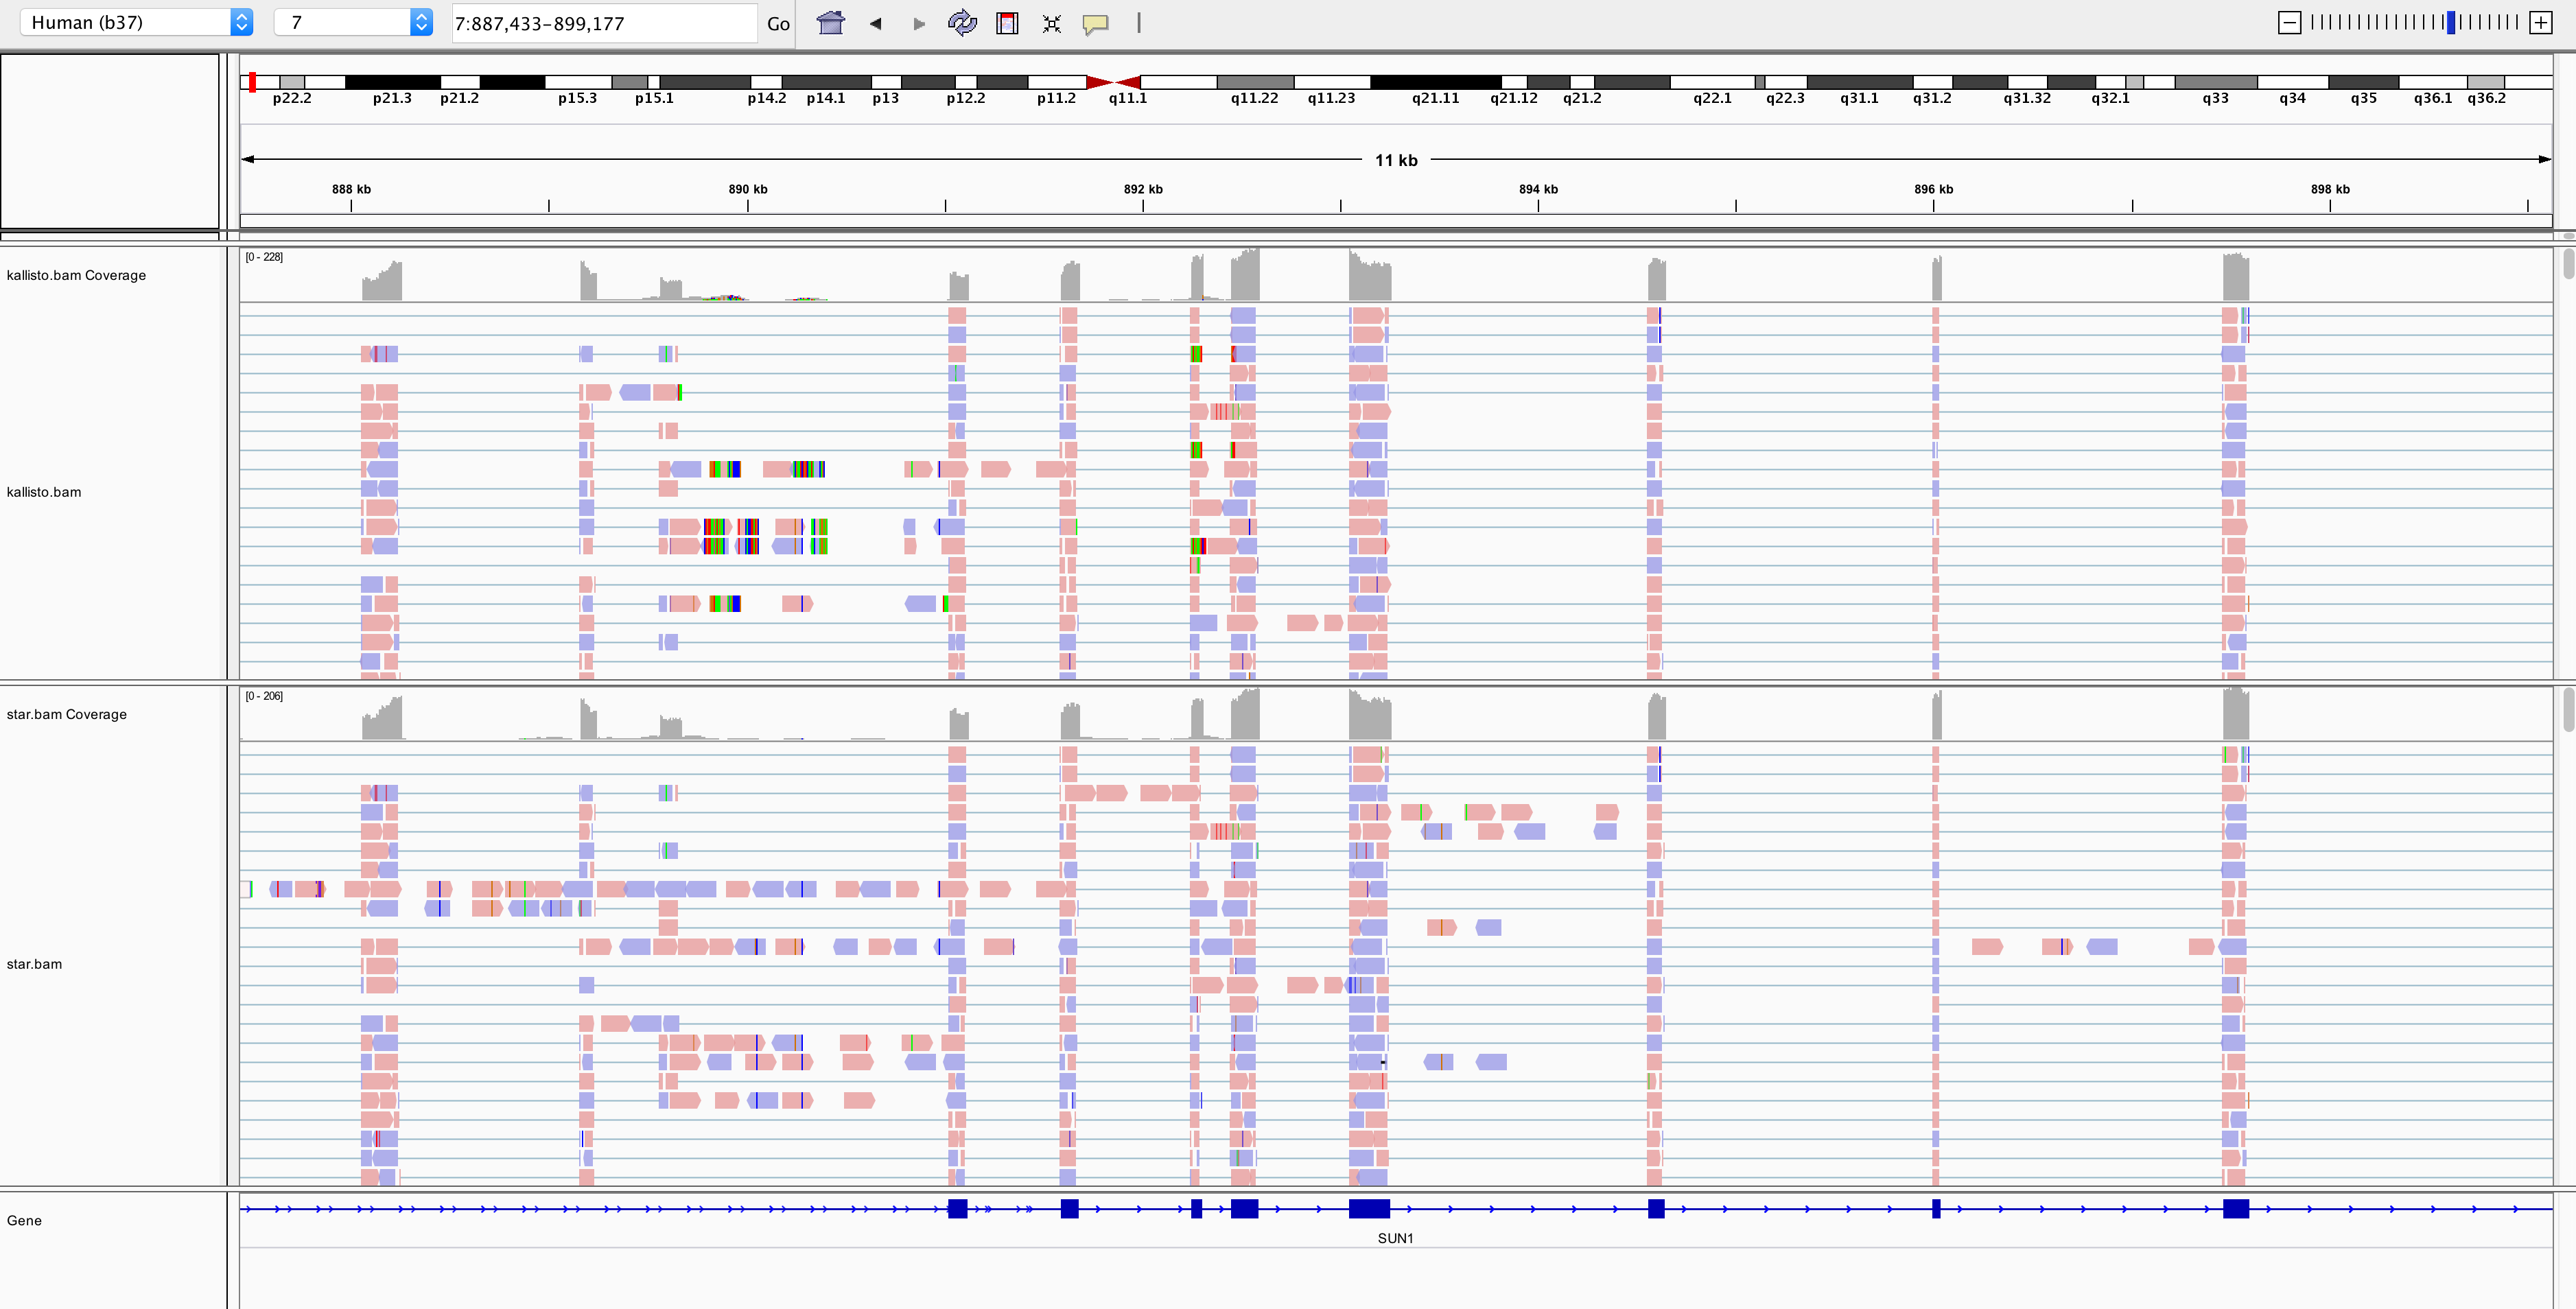 Human (b37) 7 7:887,433-899,177 Go
p22.2 p21.3 p21.2 p15.3 p15.1 p14.2 p14.1 p13 p12.2 p11.2 q11.1 q11.22 q11.23 q21.11 q21.12 q21.2 q22.1 q22.3 q31.1 q31.2 q31.32 q32.1 q33 q34 q35 q36.1 q36.2
11 kb
888 kb 890 kb 892 kb 894 kb 896 kb 898 kb
[0 - 228]
kallisto.bam Coverage
kallisto.bam
[0 - 206]
star.bam Coverage
star.bam
Gene
SUN1